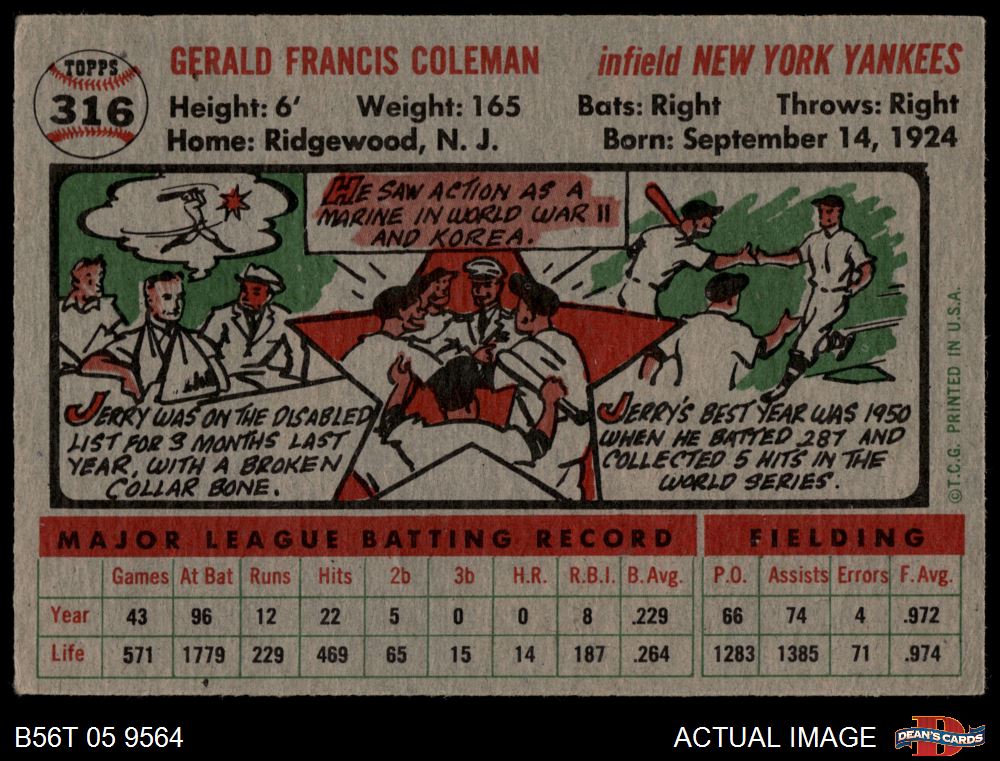 TOPPS
316
GERALD FRANCIS COLEMAN
infield NEW YORK YANKEES
Height: 6' Weight: 165 Bats: Right Throws: Right
Home: Ridgewood, N. J. Born: September 14, 1924
HE SAW ACTION AS A
MARINE IN WORLD WAR II
AND KOREA.
JERRY WAS ON THE DISABLED
LIST FOR 3 MONTHS LAST
YEAR, WITH A BROKEN
COLLAR BONE.
JERRY'S BEST YEAR WAS 1950
WHEN HE BATTED .287 AND
COLLECTED 5 HITS IN THE
WORLD SERIES.
©T.C.G. PRINTED IN U.S.A.
MAJOR LEAGUE BATTING RECORD FIELDING
Games At Bat Runs Hits 2b 3b H.R. R.B.I. B. Avg. P.O. Assists Errors F. Avg.
Year 43 96 12 22 5 0 0 8 .229 66 74 4 .972
Life 571 1779 229 469 65 15 14 187 .264 1283 1385 71 .974
B56T 05 9564
ACTUAL IMAGE
DEAN'S CARDS